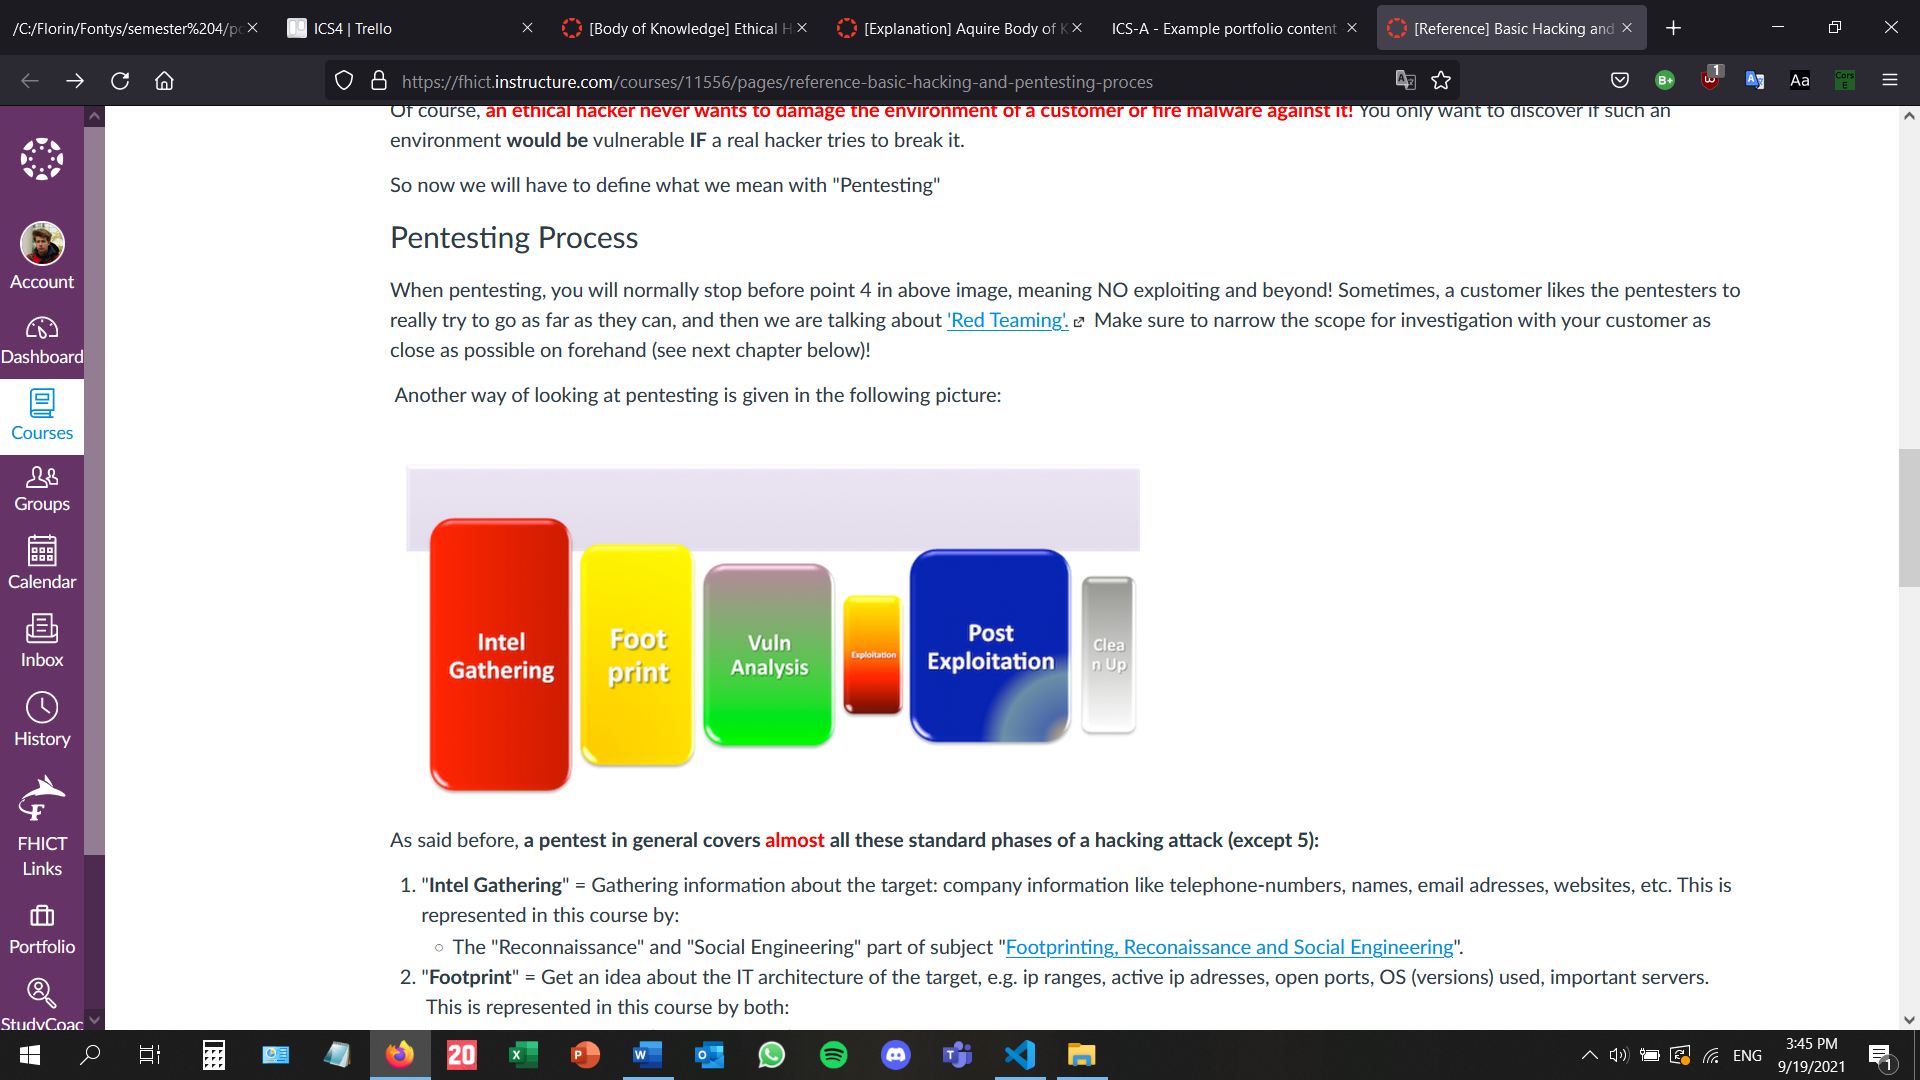 /C:/Florin/Fontys/semester%204/po
ICS4 | Trello
[Body of Knowledge] Ethical H
[Explanation] Aquire Body of K
ICS-A - Example portfolio content
[Reference] Basic Hacking and
https://fhict.instructure.com/courses/11556/pages/reference-basic-hacking-and-pentesting-proces
B+
1
Aa
Cors
E
Of course, an ethical hacker never wants to damage the environment of a customer or fire malware against it! You only want to discover if such an
environment would be vulnerable IF a real hacker tries to break it.
So now we will have to define what we mean with "Pentesting"
Pentesting Process
When pentesting, you will normally stop before point 4 in above image, meaning NO exploiting and beyond! Sometimes, a customer likes the pentesters to
really try to go as far as they can, and then we are talking about 'Red Teaming'. Make sure to narrow the scope for investigation with your customer as
close as possible on forehand (see next chapter below)!
Another way of looking at pentesting is given in the following picture:
Intel
Gathering
Foot
print
Vuln
Analysis
Exploitation
Post
Exploitation
Clea
n Up
As said before, a pentest in general covers almost all these standard phases of a hacking attack (except 5):
1. "Intel Gathering" = Gathering information about the target: company information like telephone-numbers, names, email adresses, websites, etc. This is
represented in this course by:
The "Reconnaissance" and "Social Engineering" part of subject "Footprinting, Reconaissance and Social Engineering".
2. "Footprint" = Get an idea about the IT architecture of the target, e.g. ip ranges, active ip adresses, open ports, OS (versions) used, important servers.
This is represented in this course by both:
Account
Dashboard
Courses
Groups
Calendar
Inbox
History
FHICT
Links
Portfolio
StudyCoac
20
ENG
3:45 PM
9/19/2021
1